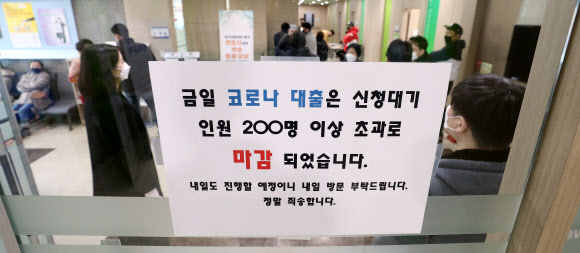 금일 코로나 대출은 신청대기
인원 200명 이상 초과로
마감 되었습니다.
내일도 진행할 예정이니 내일 방문 부탁드립니다.
정말 죄송합니다.